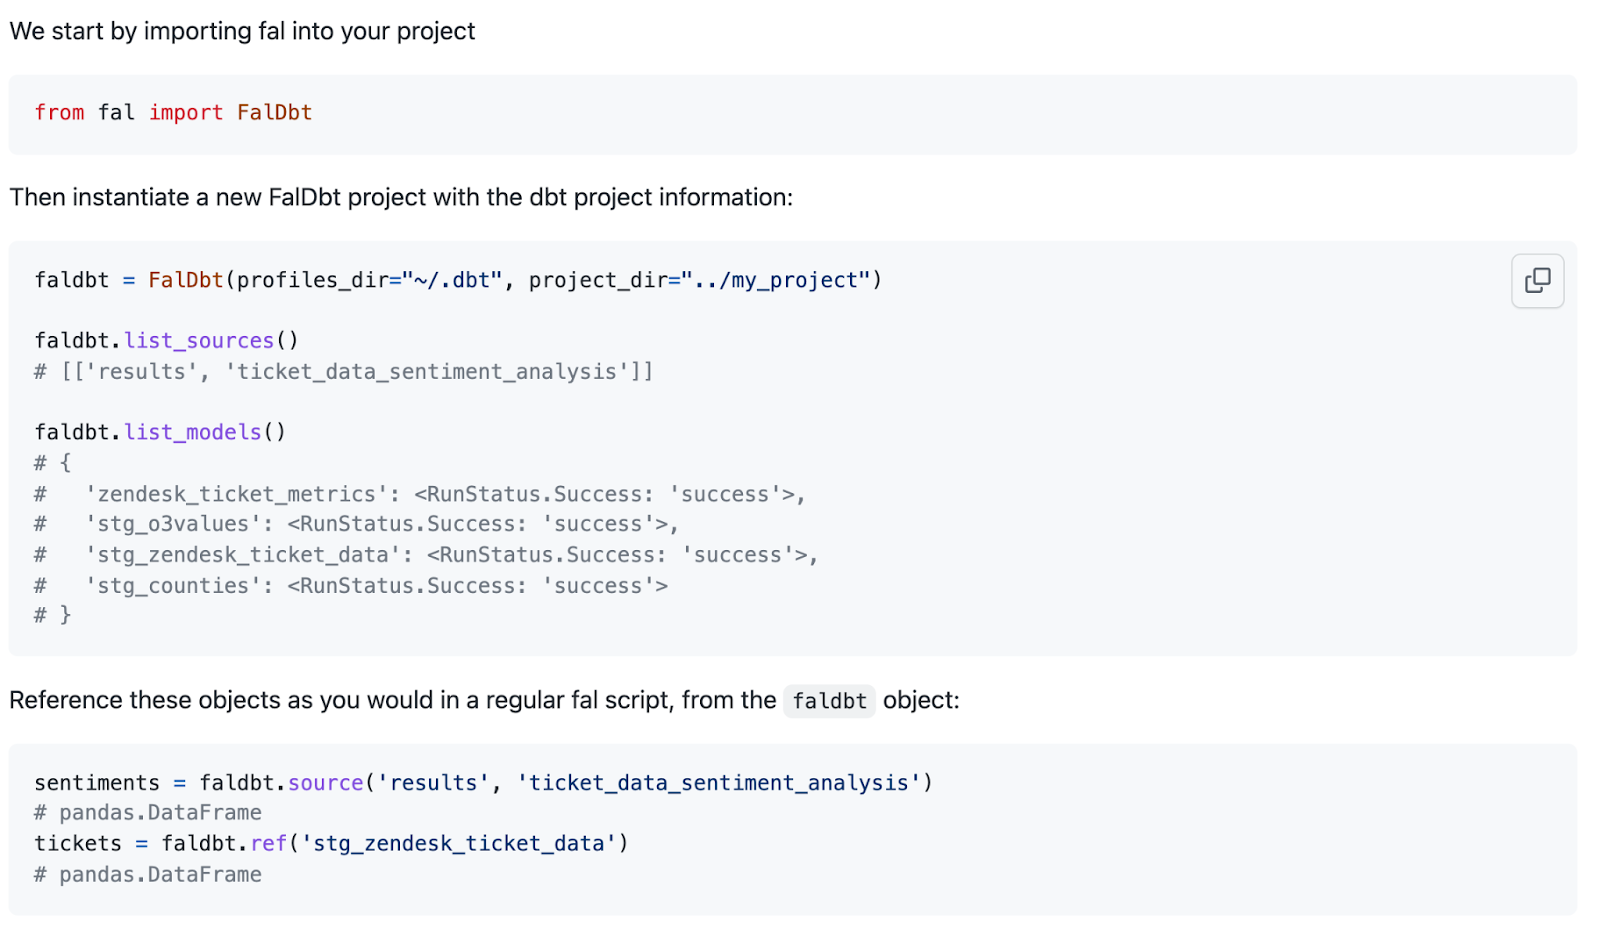 We start by importing fal into your project
from fal import FalDbt
Then instantiate a new FalDbt project with the dbt project information:
faldbt = FalDbt(profiles_dir="~/.dbt", project_dir="../my_project")
faldbt.list_sources()
# [['results', 'ticket_data_sentiment_analysis']]
faldbt.list_models()
# {
#   'zendesk_ticket_metrics': <RunStatus.Success: 'success'>,
#   'stg_o3values': <RunStatus.Success: 'success'>,
#   'stg_zendesk_ticket_data': <RunStatus.Success: 'success'>,
#   'stg_counties': <RunStatus.Success: 'success'>
# }
Reference these objects as you would in a regular fal script, from the faldbt object:
sentiments = faldbt.source('results', 'ticket_data_sentiment_analysis')
# pandas.DataFrame
tickets = faldbt.ref('stg_zendesk_ticket_data')
# pandas.DataFrame